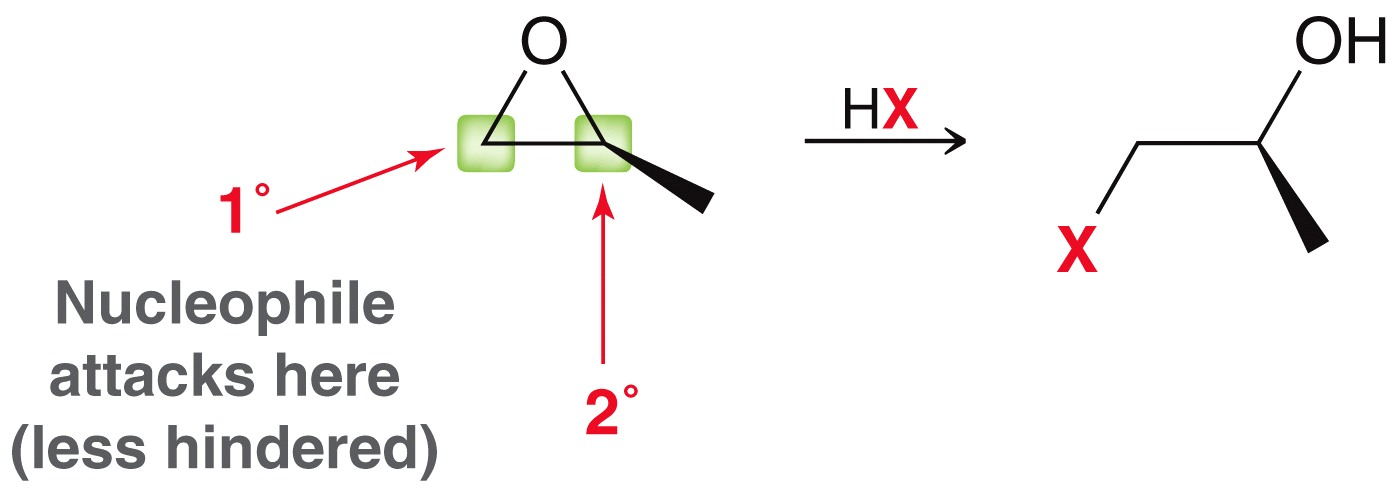 O
OH
HX
1°
X
Nucleophile
attacks here
(less hindered)
2°